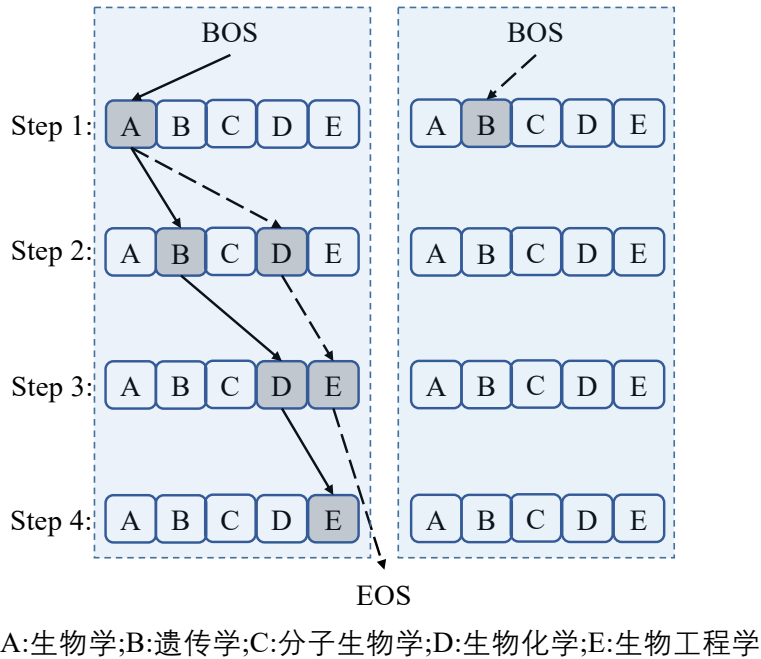 BOS BOS
Step 1: A B C D E A B C D E
Step 2: A B C D E A B C D E
Step 3: A B C D E A B C D E
Step 4: A B C D E A B C D E
EOS
A:生物学;B:遗传学;C:分子生物学;D:生物化学;E:生物工程学